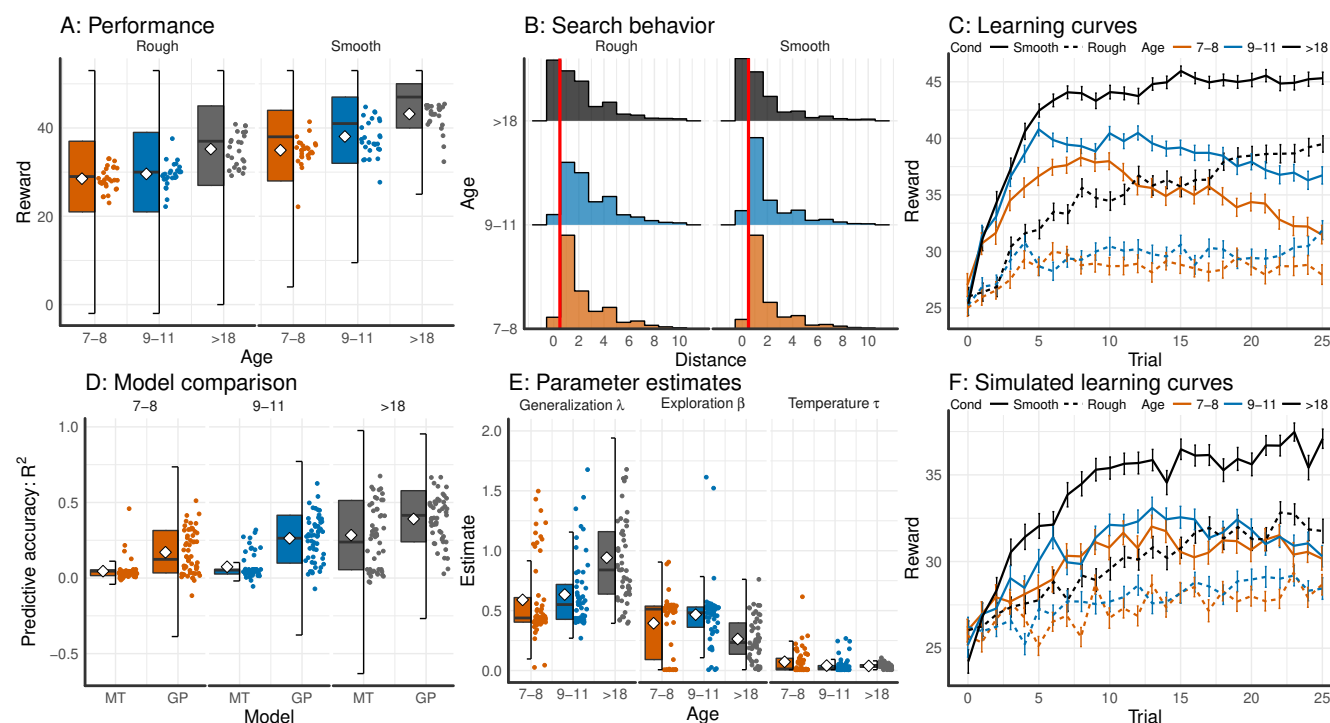 A: Performance
Rough Smooth
Reward
40
20
0
7−8 9−11 >18 7−8 9−11 >18
Age
B: Search behavior
Rough Smooth
Age
>18
9−11
7−8
0 2 4 6 8 10 0 2 4 6 8 10
Distance
C: Learning curves
Cond Smooth Rough Age 7−8 9−11 >18
Reward
45
40
35
30
25
0 5 10 15 20 25
Trial
D: Model comparison
7−8 9−11 >18
Predictive accuracy: R²
1.0
0.5
0.0
−0.5
MT GP MT GP MT GP
Model
E: Parameter estimates
Generalization λ Exploration β Temperature τ
Estimate
2.0
1.5
1.0
0.5
0.0
7−8 9−11 >18 7−8 9−11 >18 7−8 9−11 >18
Age
F: Simulated learning curves
Cond Smooth Rough Age 7−8 9−11 >18
Reward
35
30
25
0 5 10 15 20 25
Trial